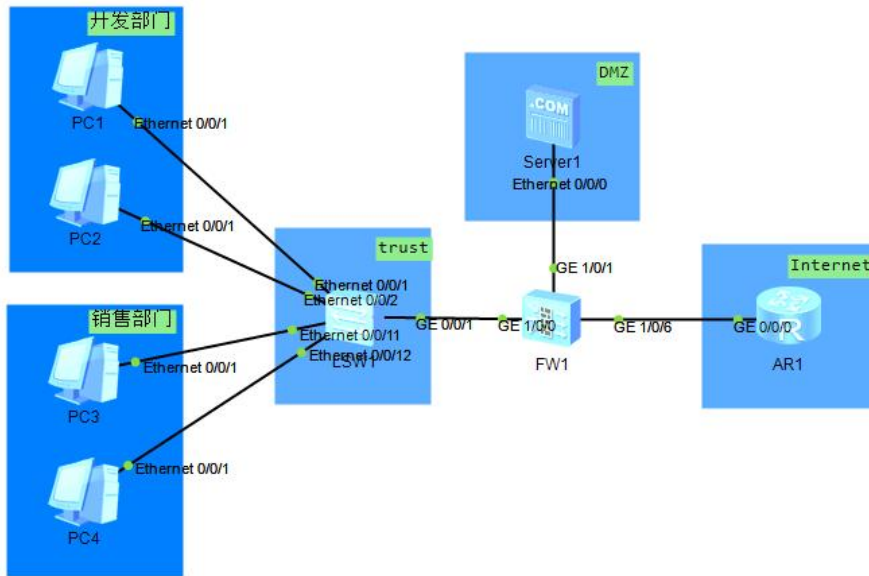 开发部门
PC1
Ethernet 0/0/1
PC2
Ethernet 0/0/1
销售部门
PC3
Ethernet 0/0/1
PC4
Ethernet 0/0/1
trust
Ethernet 0/0/1
Ethernet 0/0/2
Ethernet 0/0/11
Ethernet 0/0/12
LSW1
GE 0/0/1
DMZ
.COM
Server1
Ethernet 0/0/0
GE 1/0/1
GE 1/0/0
FW1
GE 1/0/6
Internet
GE 0/0/0
R
AR1